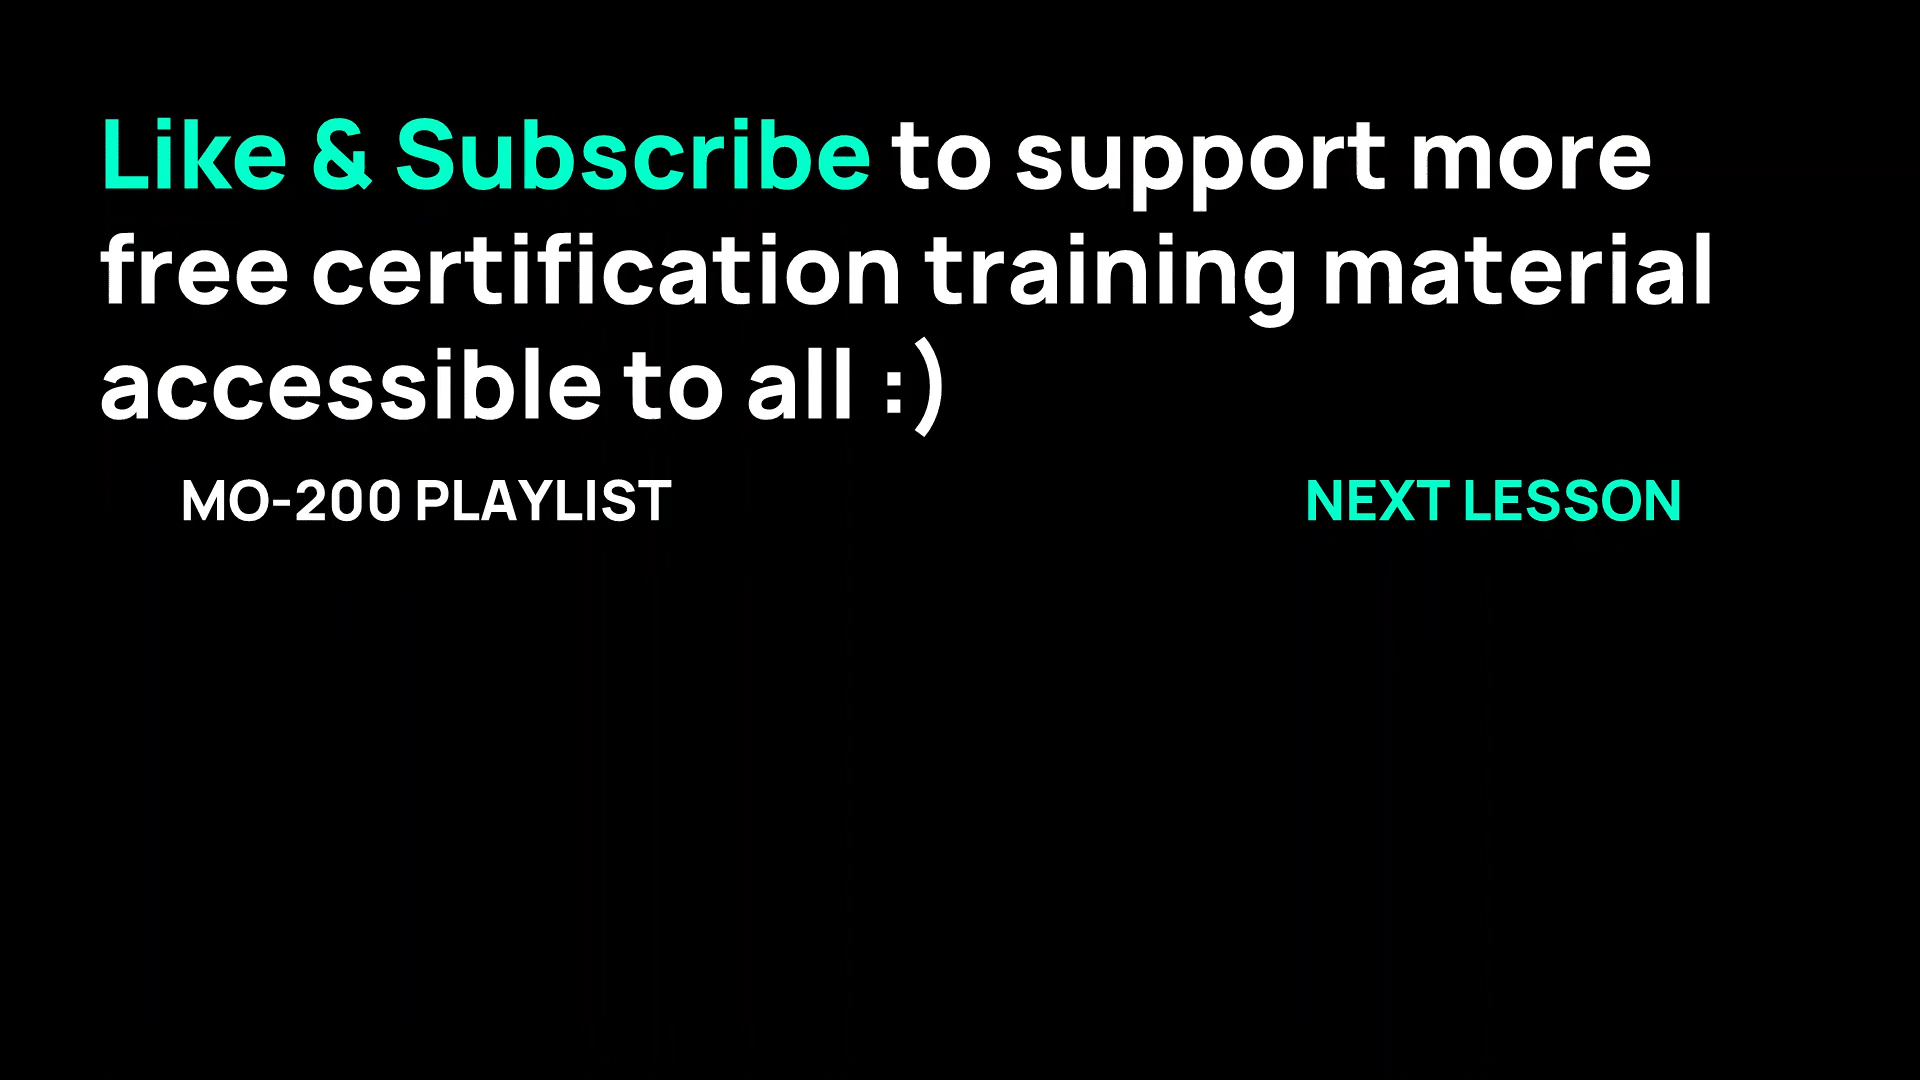 Like & Subscribe to support more
free certification training material
accessible to all :)
MO-200 PLAYLIST
NEXT LESSON